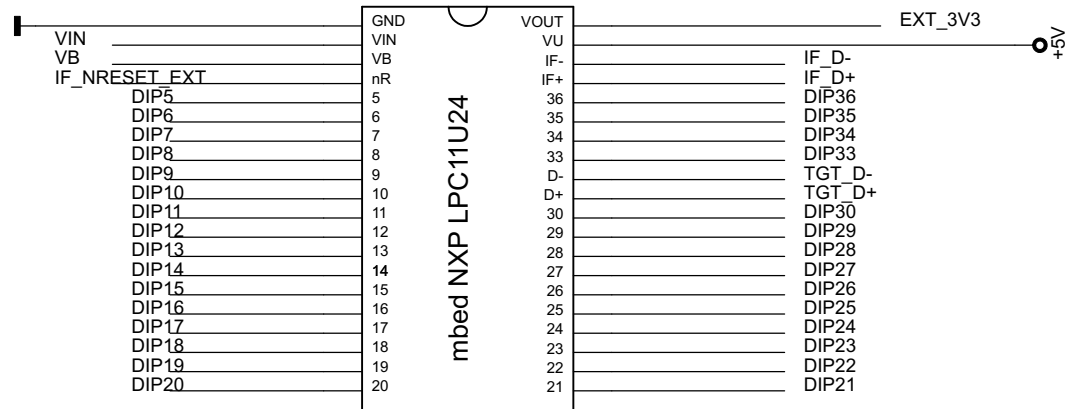 GND VOUT EXT_3V3
VIN VIN VU +5V
VB VB IF- IF_D-
IF_NRESET_EXT nR IF+ IF_D+
DIP5 5 36 DIP36
DIP6 6 35 DIP35
DIP7 7 34 DIP34
DIP8 8 33 DIP33
DIP9 9 D- TGT_D-
DIP10 10 D+ TGT_D+
DIP11 11 30 DIP30
DIP12 12 29 DIP29
DIP13 13 28 DIP28
DIP14 14 27 DIP27
DIP15 15 26 DIP26
DIP16 16 25 DIP25
DIP17 17 24 DIP24
DIP18 18 23 DIP23
DIP19 19 22 DIP22
DIP20 20 21 DIP21
mbed NXP LPC11U24